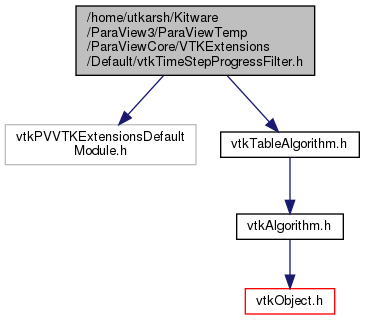 /home/utkarsh/Kitware
/ParaView3/ParaViewTemp
/ParaViewCore/VTKExtensions
/Default/vtkTimeStepProgressFilter.h
vtkPVVTKExtensionsDefault
Module.h
vtkTableAlgorithm.h
vtkAlgorithm.h
vtkObject.h